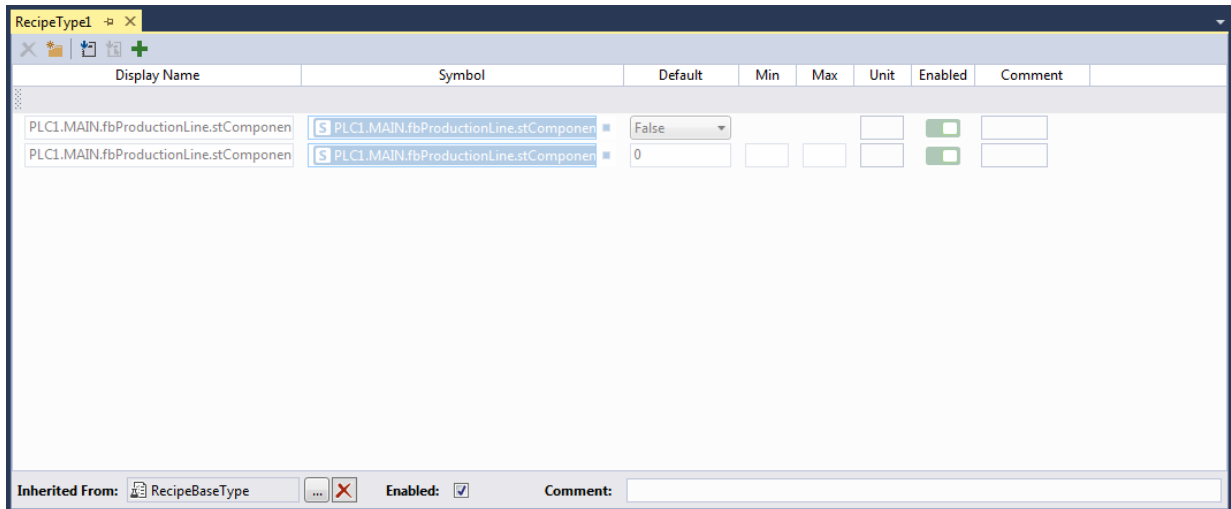 RecipeType1
Display Name Symbol Default Min Max Unit Enabled Comment
PLC1.MAIN.fbProductionLine.stComponen S PLC1.MAIN.fbProductionLine.stComponen False
PLC1.MAIN.fbProductionLine.stComponen S PLC1.MAIN.fbProductionLine.stComponen 0
Inherited From: RecipeBaseType ... Enabled: Comment: